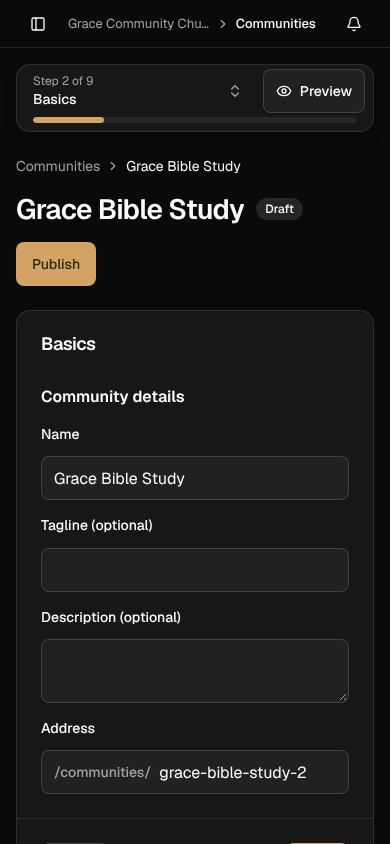 Grace Community Chu... > Communities
Step 2 of 9
Basics
Preview
Communities > Grace Bible Study
Grace Bible Study
Draft
Publish
Basics
Community details
Name
Grace Bible Study
Tagline (optional)
Description (optional)
Address
/communities/ grace-bible-study-2